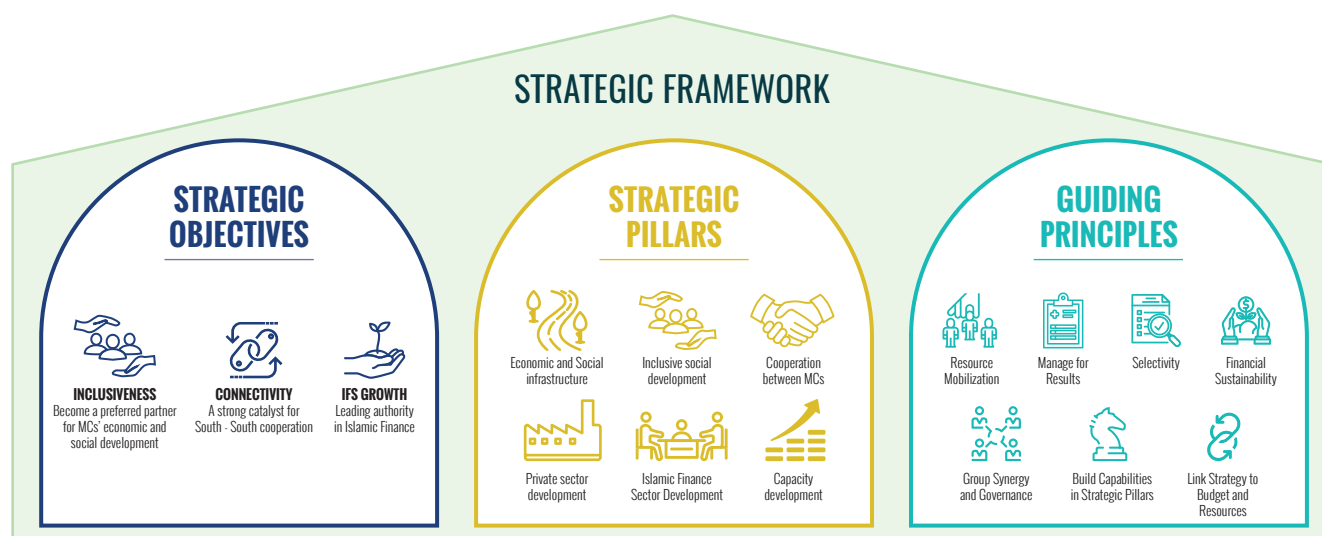 STRATEGIC FRAMEWORK
STRATEGIC
OBJECTIVES
INCLUSIVENESS
Become a preferred partner
for MCs' economic and
social development
CONNECTIVITY
A strong catalyst for
South - South cooperation
IFS GROWTH
Leading authority
in Islamic Finance
STRATEGIC
PILLARS
Economic and Social
infrastructure
Inclusive social
development
Cooperation
between MCs
Private sector
development
Islamic Finance
Sector Development
Capacity
development
GUIDING
PRINCIPLES
Resource
Mobilization
Manage for
Results
Selectivity
Financial
Sustainability
Group Synergy
and Governance
Build Capabilities
in Strategic Pillars
Link Strategy to
Budget and
Resources